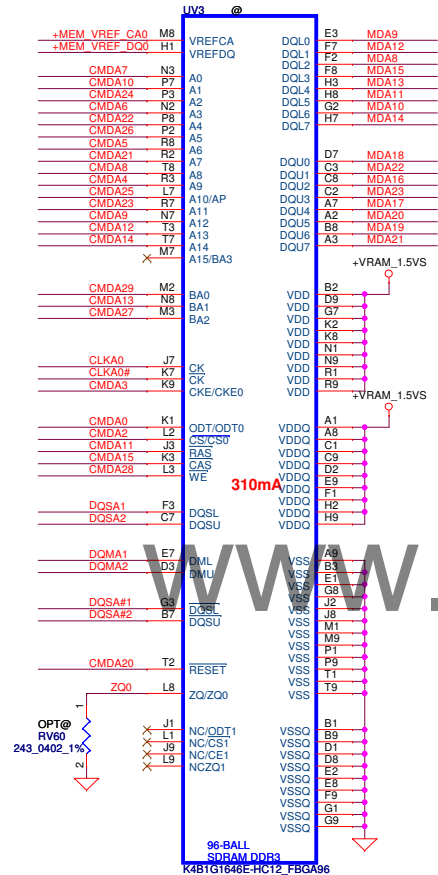 UV3 @
+MEM_VREF_CA0 M8 VREFCA E3 MDA9
+MEM_VREF_DQ0 H1 VREFDQ DQL0
DQL1 F7 MDA12
DQL2 F2 MDA8
CMDA7 N3 A0 DQL3 F8 MDA15
CMDA10 P7 A1 DQL4 H3 MDA13
CMDA24 P3 A2 DQL5 H8 MDA11
CMDA6 N2 A3 DQL6 G2 MDA10
CMDA22 P8 A4 DQL7 H7 MDA14
CMDA26 P2 A5
CMDA5 R8 A6
CMDA21 R2 A7 DQU0 D7 MDA18
CMDA8 T8 A8 DQU1 C3 MDA22
CMDA4 R3 A9 DQU2 C8 MDA16
CMDA25 L7 A10/AP DQU3 C2 MDA23
CMDA23 R7 A11 DQU4 A7 MDA17
CMDA9 N7 A12 DQU5 A2 MDA20
CMDA12 T3 A13 DQU6 B8 MDA19
CMDA14 T7 A14 DQU7 A3 MDA21
M7 A15/BA3
+VRAM_1.5VS
CMDA29 M2 BA0 VDD B2
CMDA13 N8 BA1 VDD D9
CMDA27 M3 BA2 VDD G7
VDD K2
VDD K8
VDD N1
CLKA0 J7 CK VDD N9
CLKA0# K7 CK VDD R1
CMDA3 K9 CKE/CKE0 VDD R9
+VRAM_1.5VS
CMDA0 K1 ODT/ODT0 VDDQ A1
CMDA2 L2 CS/CS0 VDDQ A8
CMDA11 J3 RAS VDDQ C1
CMDA15 K3 CAS VDDQ C9
CMDA28 L3 WE VDDQ D2
310mA VDDQ E9
VDDQ F1
DQSA1 F3 DQSL VDDQ H2
DQSA2 C7 DQSU VDDQ H9
DQMA1 E7 DML VSS A9
DQMA2 D3 DMU VSS B3
VSS E1
VSS G8
DQSA#1 G3 DQSL VSS J2
DQSA#2 B7 DQSU VSS J8
VSS M1
VSS M9
VSS P1
CMDA20 T2 RESET VSS P9
VSS T1
ZQ0 L8 ZQ/ZQ0 VSS T9
1
OPT@
RV60
243_0402_1%
2
J1 NC/ODT1 VSSQ B1
L1 NC/CS1 VSSQ B9
J9 NC/CE1 VSSQ D1
L9 NCZQ1 VSSQ D8
VSSQ E2
VSSQ E8
VSSQ F9
VSSQ G1
VSSQ G9
96-BALL
SDRAM DDR3
K4B1G1646E-HC12_FBGA96
www.